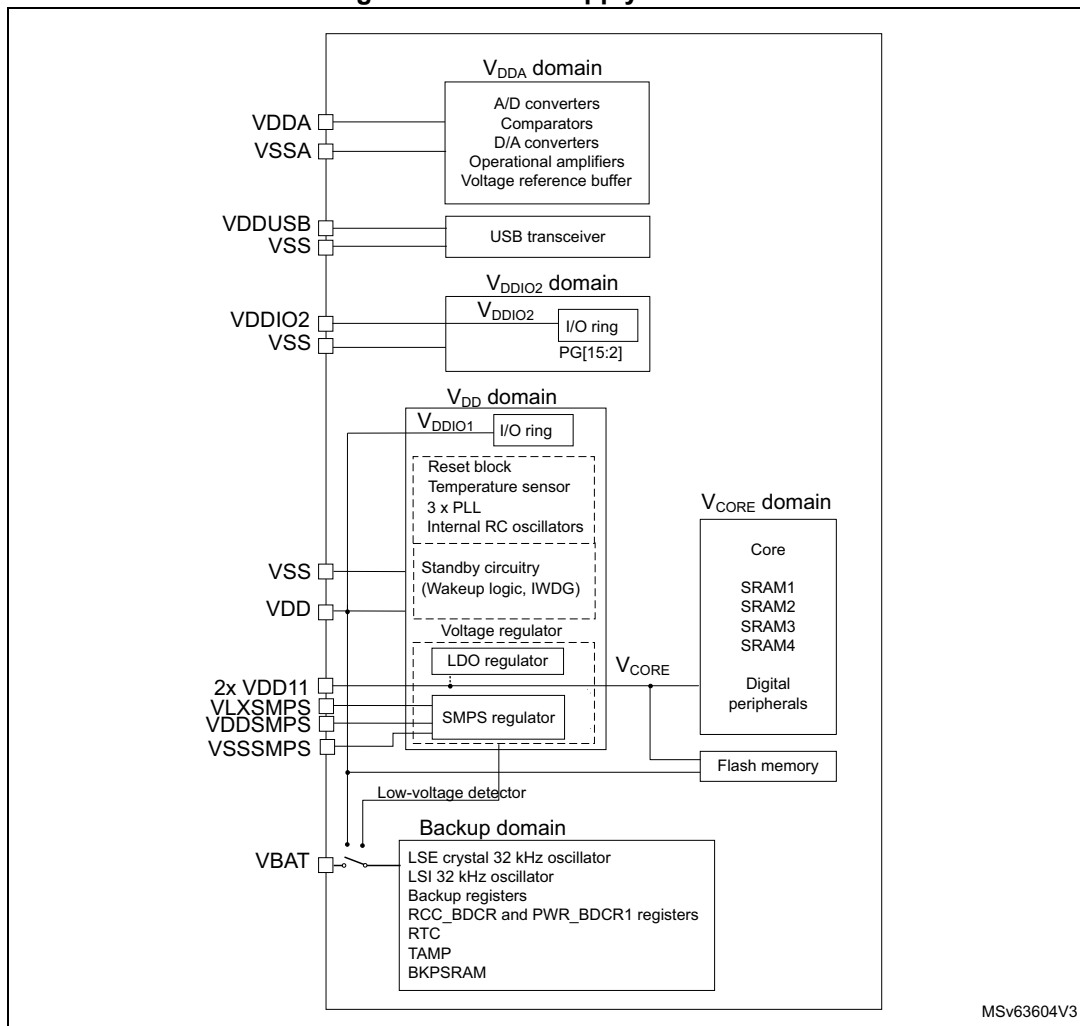 VDDA domain
A/D converters
Comparators
D/A converters
Operational amplifiers
Voltage reference buffer
VDDA
VSSA
VDDUSB
VSS
USB transceiver
VDDIO2 domain
VDDIO2
VSS
VDDIO2
I/O ring
PG[15:2]
VDD domain
VDDIO1
I/O ring
Reset block
Temperature sensor
3 x PLL
Internal RC oscillators
Standby circuitry
(Wakeup logic, IWDG)
VSS
VDD
Voltage regulator
LDO regulator
2x VDD11
VLXSMPS
VDDSMPS
VSSSMPS
SMPS regulator
VCORE
VCORE domain
Core
SRAM1
SRAM2
SRAM3
SRAM4
Digital
peripherals
Flash memory
Low-voltage detector
Backup domain
VBAT
LSE crystal 32 kHz oscillator
LSI 32 kHz oscillator
Backup registers
RCC_BDCR and PWR_BDCR1 registers
RTC
TAMP
BKPSRAM
MSv63604V3